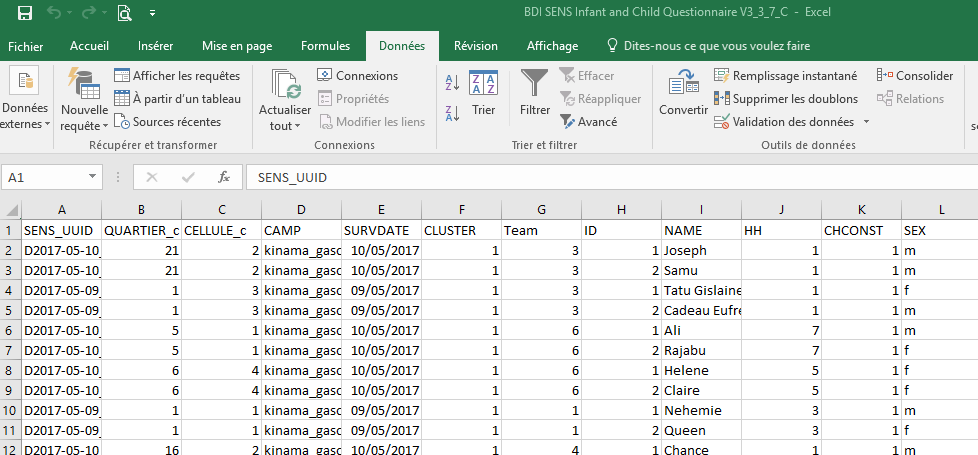 BDI SENS Infant and Child Questionnaire V3_3_7_C - Excel
Fichier Accueil Insérer Mise en page Formules Données Révision Affichage Dites-nous ce que vous voulez faire
Données externes
Nouvelle requête
Afficher les requêtes
À partir d'un tableau
Sources récentes
Récupérer et transformer
Actualiser tout
Connexions
Propriétés
Modifier les liens
Connexions
A Z
Z A
Z A A Z
Trier
Filtrer
Effacer
Réappliquer
Avancé
Trier et filtrer
Convertir
Remplissage instantané
Supprimer les doublons
Validation des données
Consolider
Relations
Outils de données
A1 fx SENS_UUID
A B C D E F G H I J K L
1 SENS_UUID QUARTIER_c CELLULE_c CAMP SURVDATE CLUSTER Team ID NAME HH CHCONST SEX
2 D2017-05-10_ 21 2 kinama_gasc 10/05/2017 1 3 1 Joseph 1 1 m
3 D2017-05-10_ 21 2 kinama_gasc 10/05/2017 1 3 2 Samu 1 1 m
4 D2017-05-09_ 1 3 kinama_gasc 09/05/2017 1 3 1 Tatu Gislaine 1 1 f
5 D2017-05-09_ 1 3 kinama_gasc 09/05/2017 1 3 2 Cadeau Eufre 1 1 m
6 D2017-05-10_ 5 1 kinama_gasc 10/05/2017 1 6 1 Ali 7 1 m
7 D2017-05-10_ 5 1 kinama_gasc 10/05/2017 1 6 2 Rajabu 7 1 f
8 D2017-05-10_ 6 4 kinama_gasc 10/05/2017 1 6 1 Helene 5 1 f
9 D2017-05-10_ 6 4 kinama_gasc 10/05/2017 1 6 2 Claire 5 1 f
10 D2017-05-09_ 1 1 kinama_gasc 09/05/2017 1 1 1 Nehemie 3 1 m
11 D2017-05-09_ 1 1 kinama_gasc 09/05/2017 1 1 2 Queen 3 1 f
12 D2017-05-10_ 16 2 kinama_gasc 10/05/2017 1 4 1 Chance 1 1 m